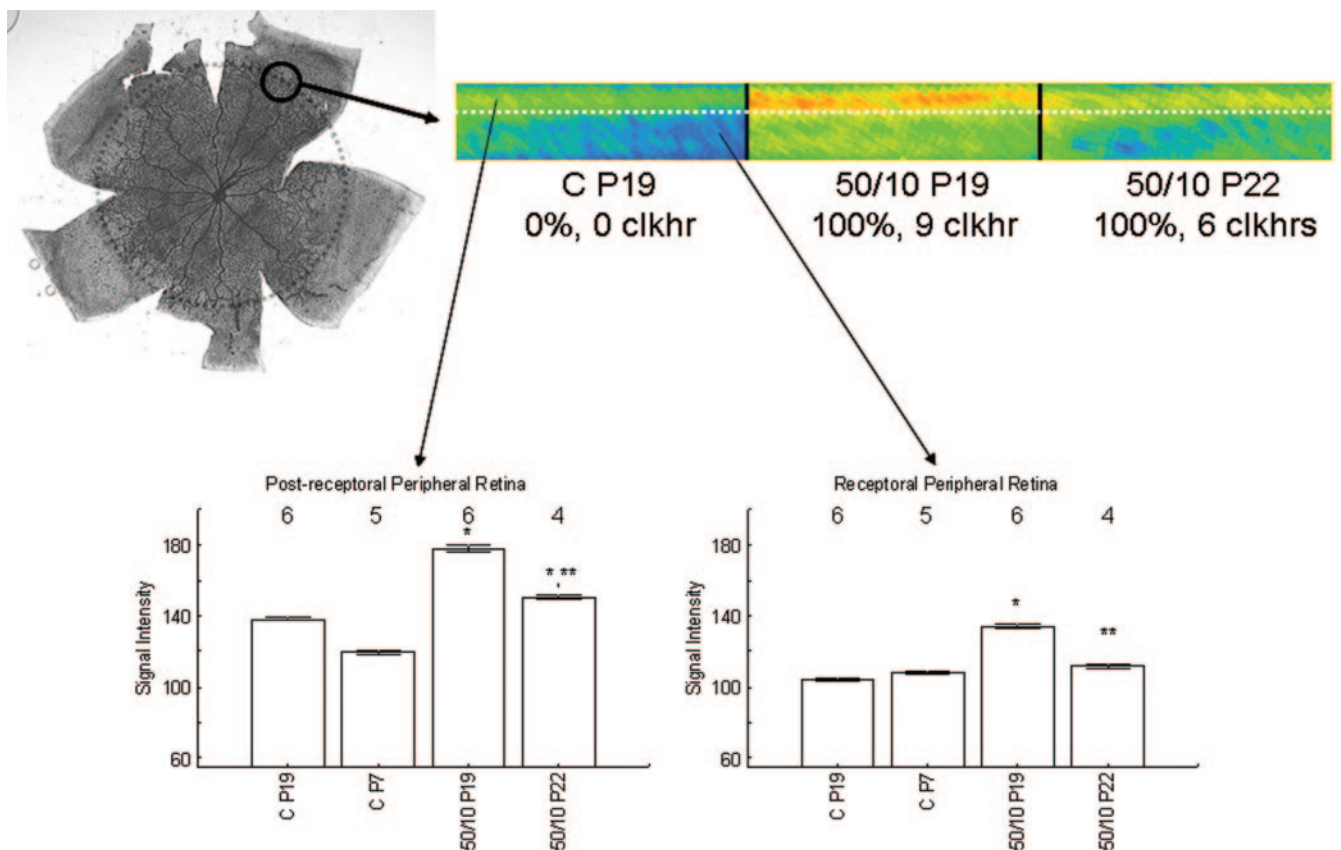 C P19
0%, 0 clkhr
50/10 P19
100%, 9 clkhr
50/10 P22
100%, 6 clkhrs
Post-receptoral Peripheral Retina
6 5 6 4
* * **
180
140
100
60
Signal Intensity
C P19
C P7
50/10 P19
50/10 P22
Receptoral Peripheral Retina
6 5 6 4
* **
180
140
100
60
Signal Intensity
C P19
C P7
50/10 P19
50/10 P22